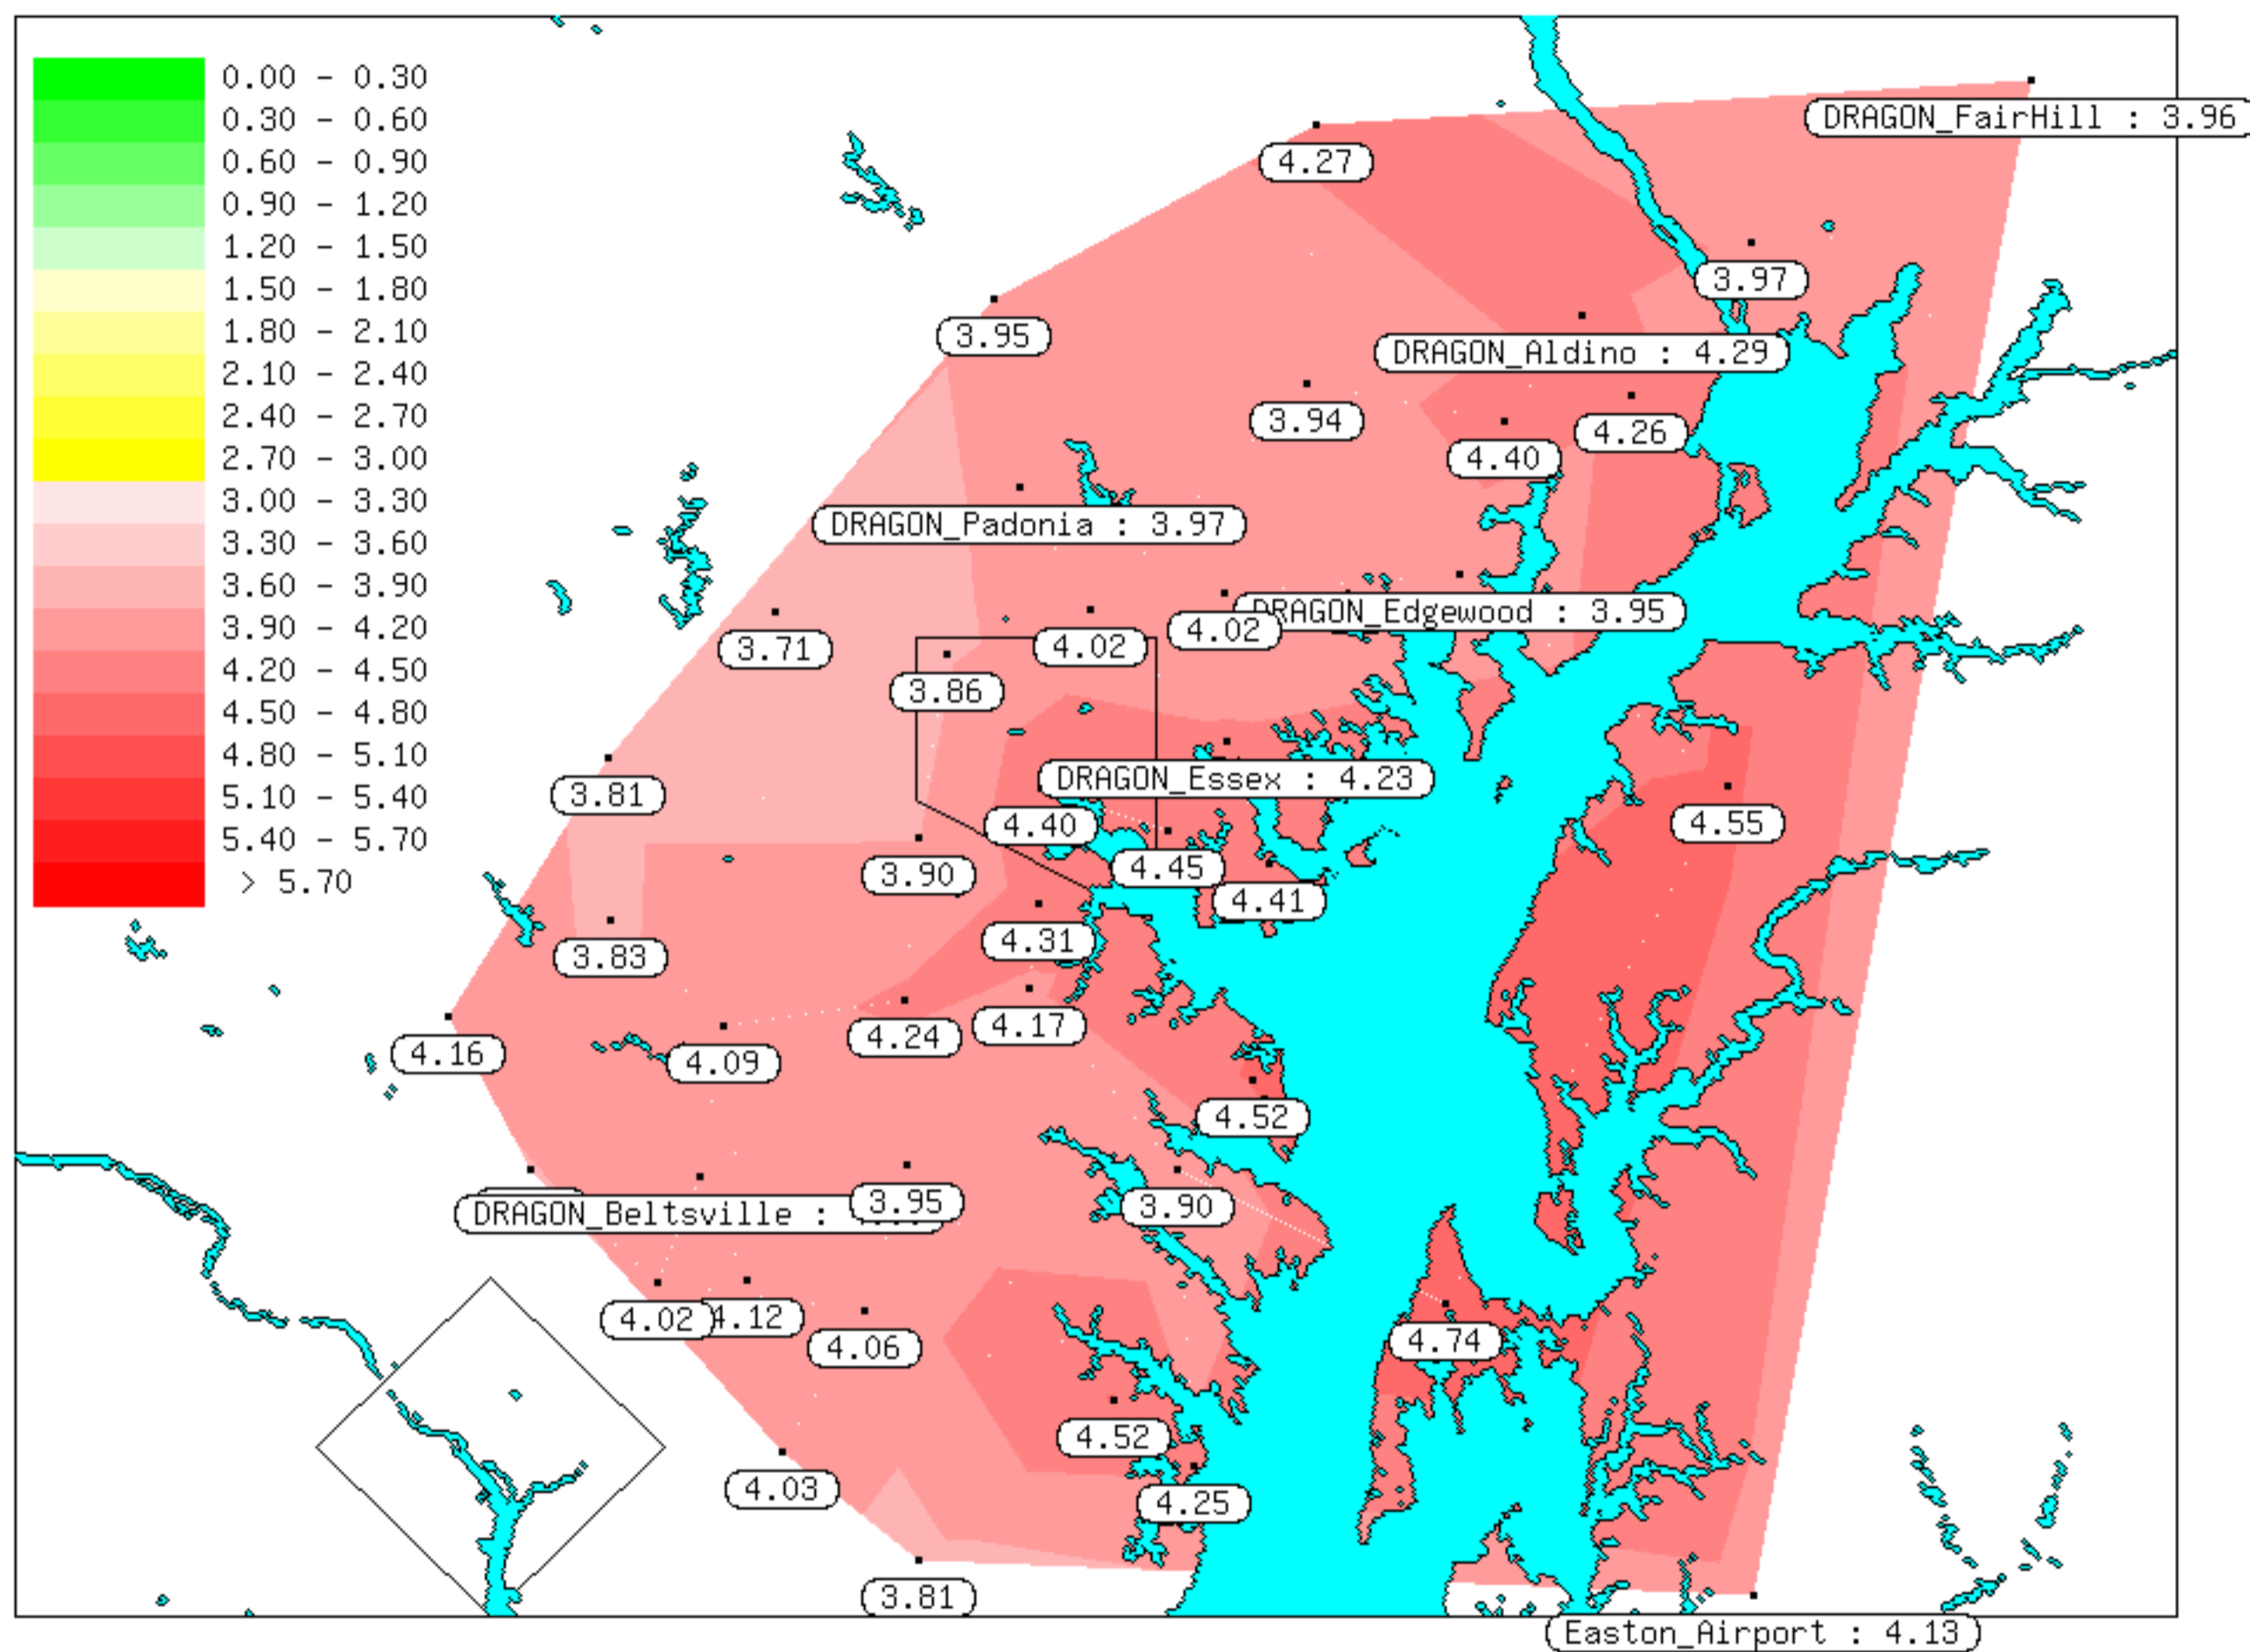 0.00 - 0.30
0.30 - 0.60
0.60 - 0.90
0.90 - 1.20
1.20 - 1.50
1.50 - 1.80
1.80 - 2.10
2.10 - 2.40
2.40 - 2.70
2.70 - 3.00
3.00 - 3.30
3.30 - 3.60
3.60 - 3.90
3.90 - 4.20
4.20 - 4.50
4.50 - 4.80
4.80 - 5.10
5.10 - 5.40
5.40 - 5.70
> 5.70
DRAGON_FairHill : 3.96
4.27
3.97
3.95
DRAGON_Aldino : 4.29
3.94
4.26
4.40
DRAGON_Padonia : 3.97
DRAGON_Edgewood : 3.95
4.02
4.02
3.71
3.86
DRAGON_Essex : 4.23
3.81
4.40
4.55
4.45
3.90
4.41
4.31
3.83
4.17
4.24
4.16
4.09
4.52
3.95
3.90
DRAGON_Beltsville :
4.02
4.12
4.06
4.74
4.52
4.03
4.25
3.81
Easton_Airport : 4.13